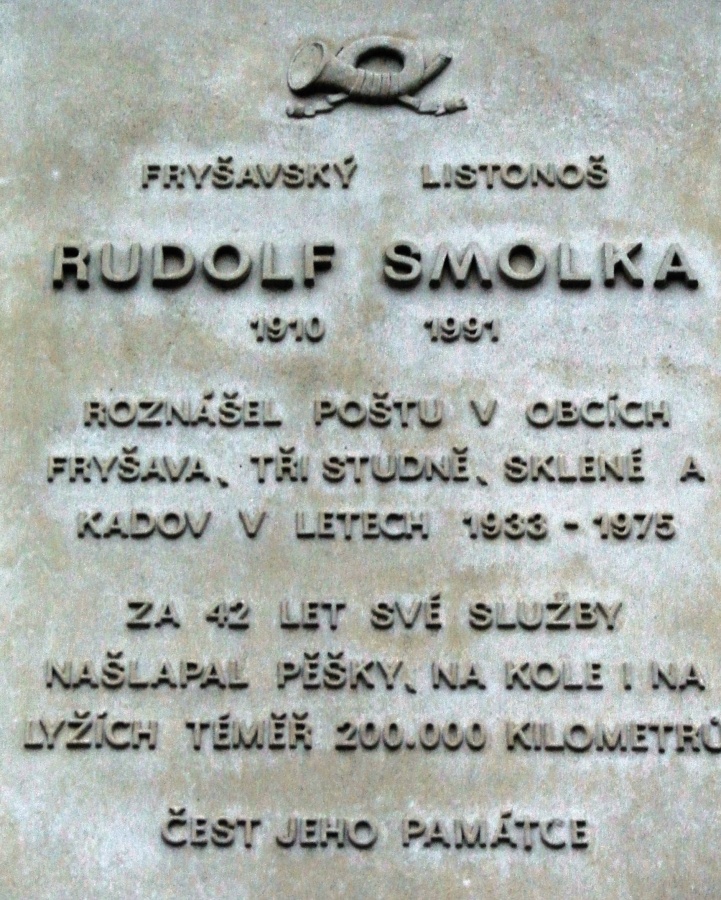 FRYŠAVSKÝ LISTONOŠ
RUDOLF SMOLKA
1910 1991
ROZNÁŠEL POŠTU V OBCÍCH
FRYŠAVA, TŘI STUDNĚ, SKLENÉ A
KADOV V LETECH 1933 - 1975
ZA 42 LET SVÉ SLUŽBY
NAŠLAPAL PĚŠKY, NA KOLE I NA
LYŽÍCH TÉMĚŘ 200.000 KILOMETRŮ
ČEST JEHO PAMÁTCE